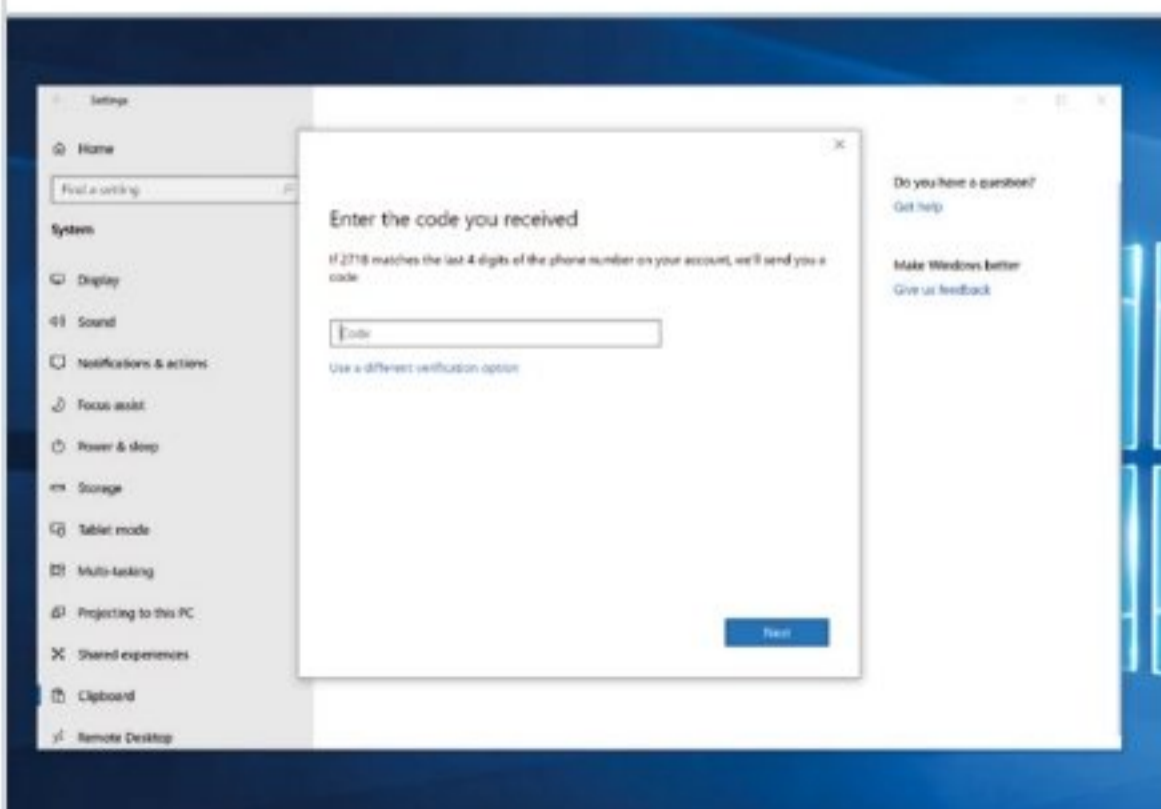 Settings
Home
Find a setting
System
Display
Sound
Notifications & actions
Focus assist
Power & sleep
Storage
Tablet mode
Multi-tasking
Projecting to this PC
Shared experiences
Clipboard
Remote Desktop
Enter the code you received
If 2718 matches the last 4 digits of the phone number on your account, we'll send you a
code
Code
Use a different verification option
Next
Do you have a question?
Get help
Make Windows better
Give us feedback